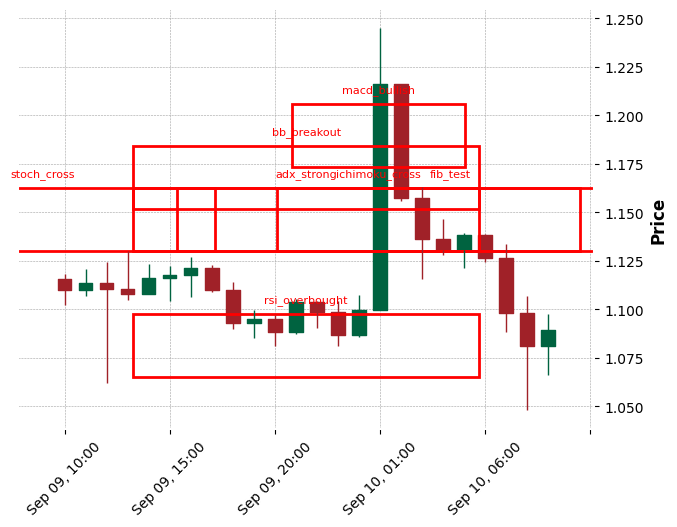 1.250
1.225
macd_bullish
1.200
bb_breakout
1.175
stoch_cross
adx_strong
fib_test
1.150
Price
1.125
1.100
rsi_overbought
1.075
1.050
Sep 09, 10:00
Sep 09, 15:00
Sep 09, 20:00
Sep 10, 01:00
Sep 10, 06:00